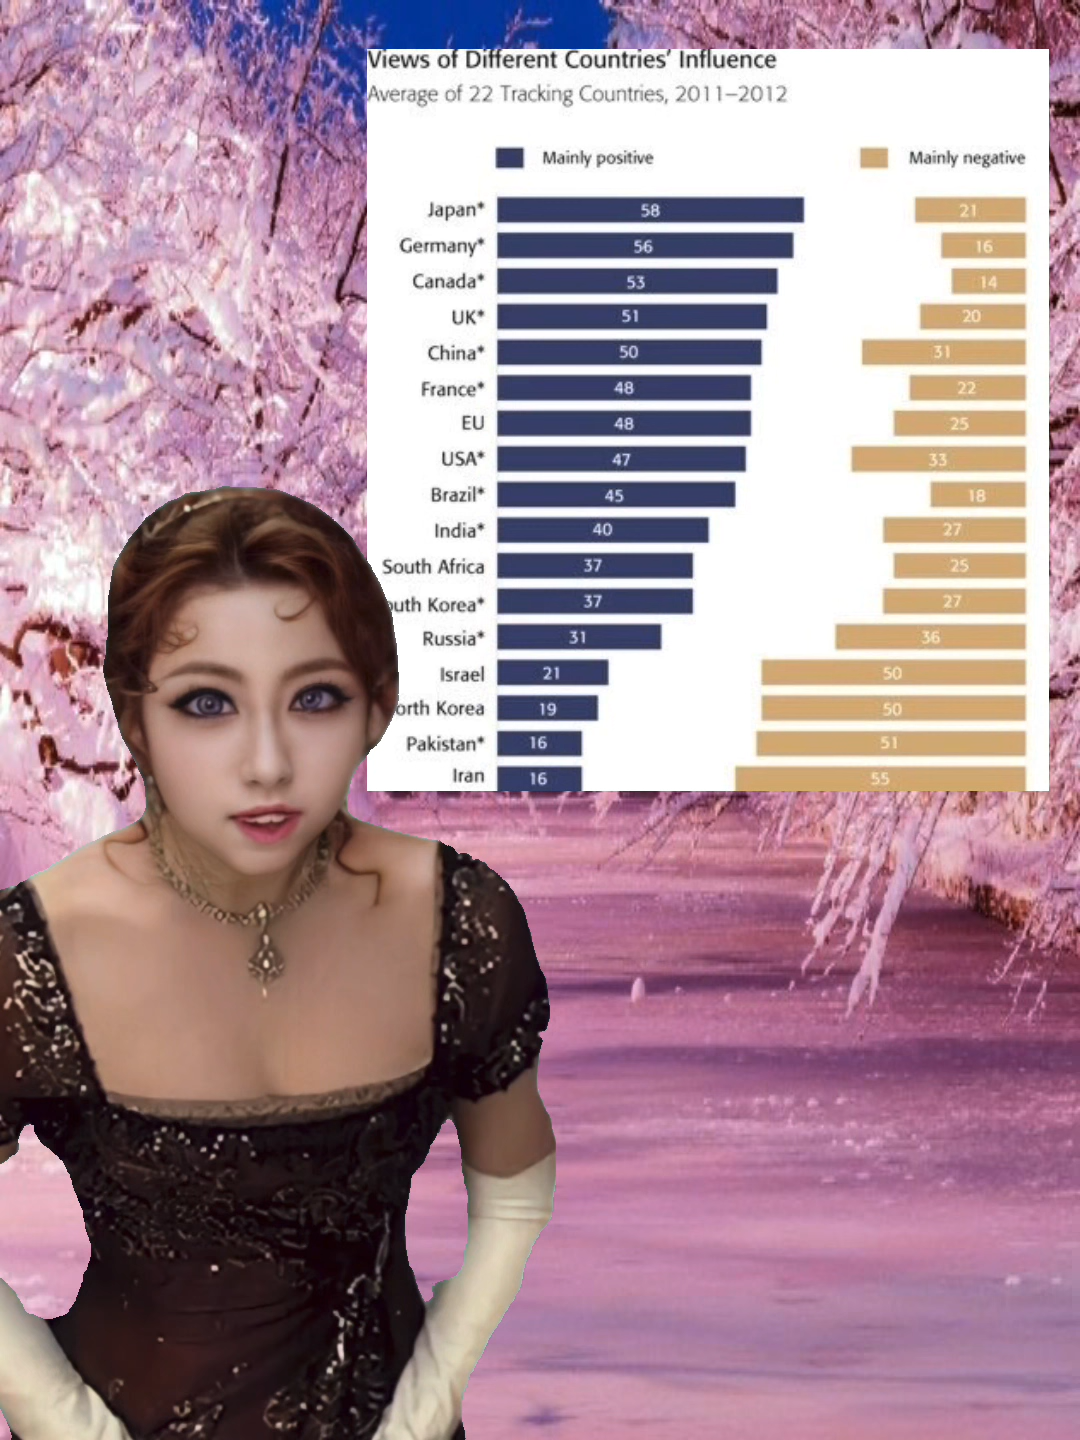 Views of Different Countries' Influence
Average of 22 Tracking Countries, 2011–2012
Mainly positive Mainly negative
Japan* 58 21
Germany* 56 16
Canada* 53 14
UK* 51 20
China* 50 31
France* 48 22
EU 48 25
USA* 47 33
Brazil* 45 18
India* 40 27
South Africa 37 25
outh Korea* 37 27
Russia* 31 36
Israel 21 50
orth Korea 19 50
Pakistan* 16 51
Iran 16 55